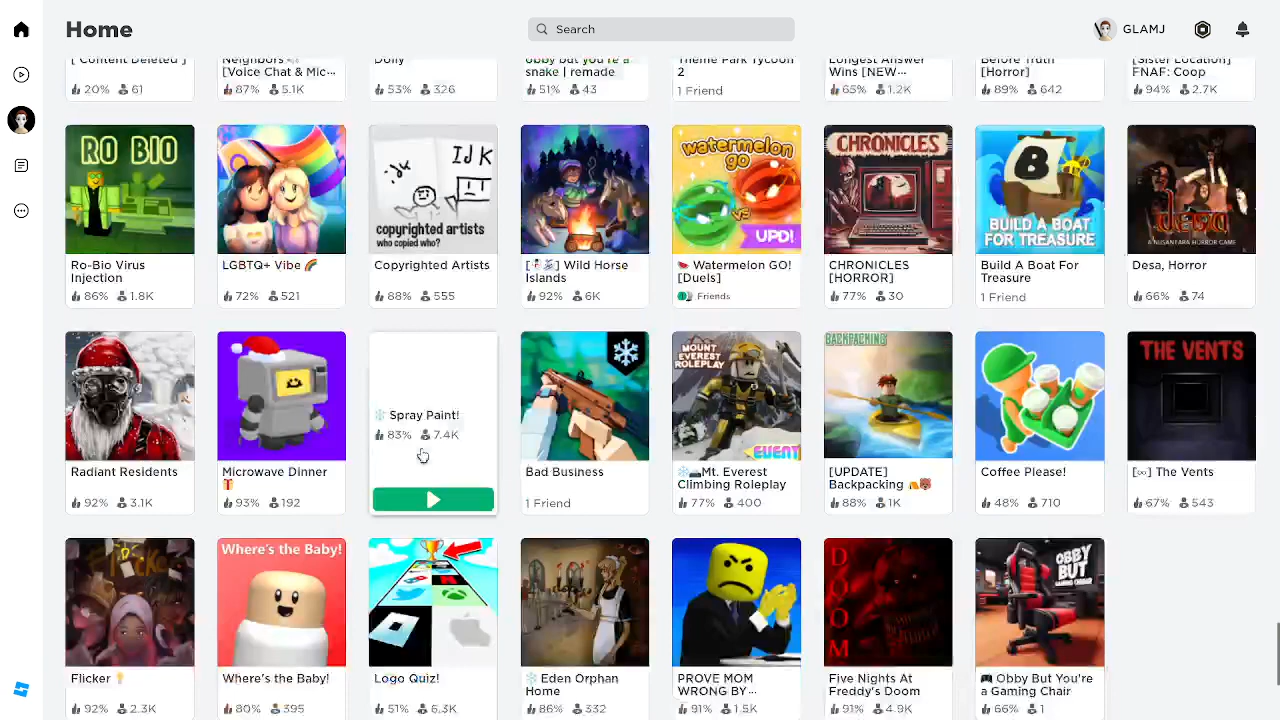 Home
Search
GLAMJ
[ Content Deleted ]
20% 61
Neighbors
[Voice Chat & Mic-··
87% 5.1K
Dolly
53% 326
obby but you're a
snake I remade
51% 43
Theme Park Tycoon
2
1 Friend
Longest Answer
Wins [NEW···
65% 1.2K
Before Truth
[Horror]
89% 642
[Sister Location]
FNAF: Coop
94% 2.7K
RO BIO
Ro-Bio Virus
Injection
86% 1.8K
LGBTQ+ Vibe 🌈
72% 521
IJK
copyrighted artists
who copied who?
Copyrighted Artists
88% 555
Wild Horse
Islands
92% 6K
watermelon
go
VS
UPD!
🍉 Watermelon GO!
[Duels]
Friends
CHRONICLES
CHRONICLES
[HORROR]
77% 30
B
BUILD A BOAT
FOR TREASURE
Build A Boat For
Treasure
1 Friend
desa
A NUSANTARA HORROR GAME
Desa, Horror
66% 74
Radiant Residents
92% 3.1K
Microwave Dinner
🎁
93% 192
❄️ Spray Paint!
83% 7.4K
Bad Business
1 Friend
MOUNT
EVEREST
ROLEPLAY
EVENT
❄️🏔️Mt. Everest
Climbing Roleplay
77% 400
BACKPACKING
[UPDATE]
Backpacking ⛺🐻
88% 1K
Coffee Please!
48% 710
THE VENTS
[∞] The Vents
67% 543
Flicker 💡
92% 2.3K
Where's the Baby!
Where's the Baby!
80% 395
Logo Quiz!
51% 6.3K
❄️ Eden Orphan
Home
86% 332
PROVE MOM
WRONG BY···
91% 1.5K
DOOM
Five Nights At
Freddy's Doom
91% 4.9K
OBBY
BUT
GAMING CHAIR
🎮 Obby But You're
a Gaming Chair
66% 1